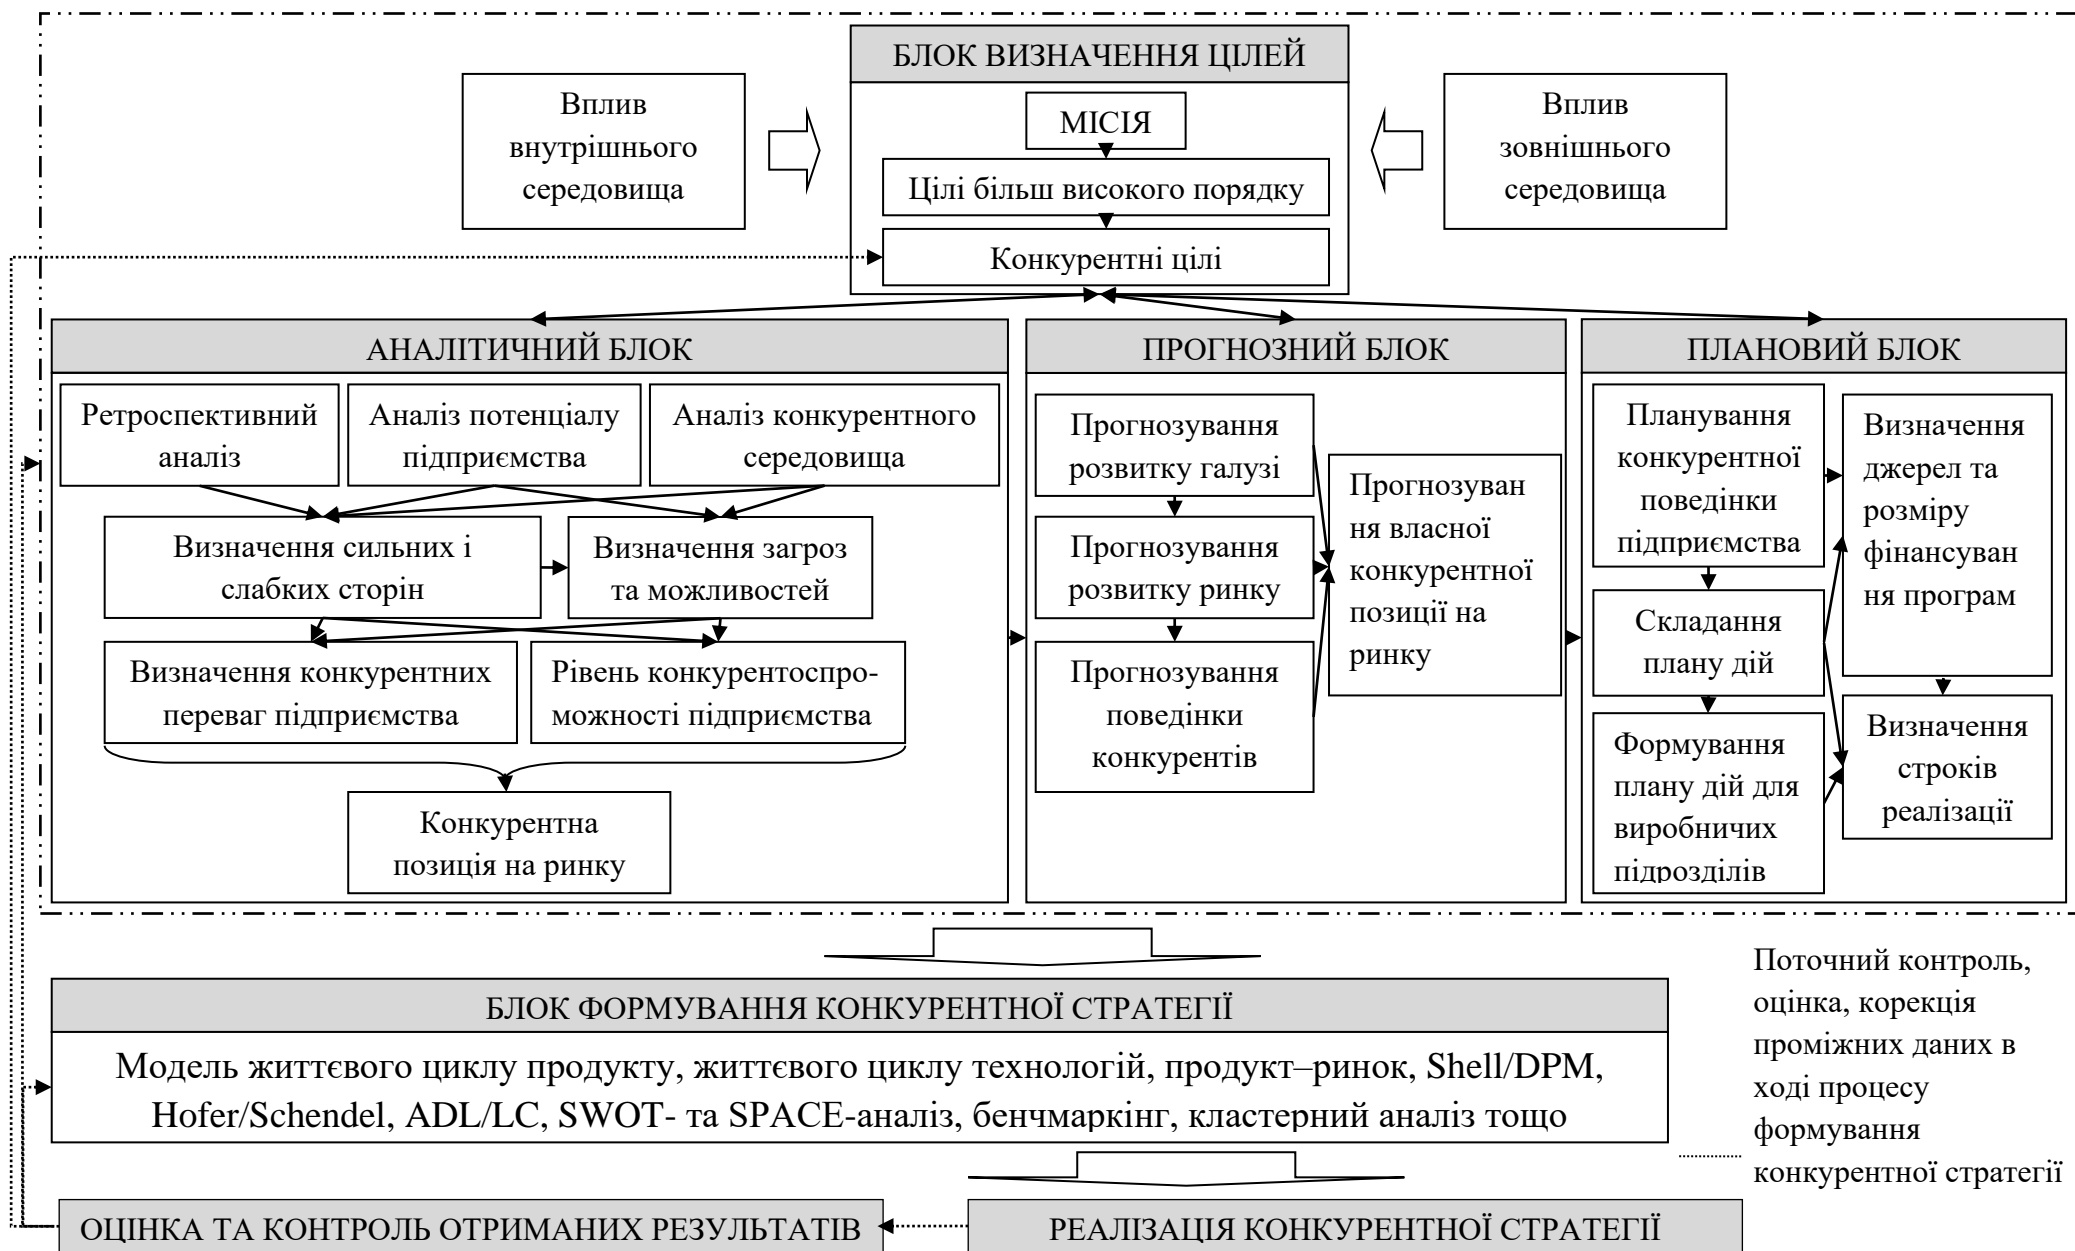 БЛОК ВИЗНАЧЕННЯ ЦІЛЕЙ
Вплив
внутрішнього
середовища
МІСІЯ
Цілі більш високого порядку
Конкурентні цілі
Вплив
зовнішнього
середовища
АНАЛІТИЧНИЙ БЛОК
Ретроспективний
аналіз
Аналіз потенціалу
підприємства
Аналіз конкурентного
середовища
Визначення сильних і
слабких сторін
Визначення загроз
та можливостей
Визначення конкурентних
переваг підприємства
Рівень конкурентоспро-
можності підприємства
Конкурентна
позиція на ринку
ПРОГНОЗНИЙ БЛОК
Прогнозування
розвитку галузі
Прогнозування
розвитку ринку
Прогнозування
поведінки
конкурентів
Прогнозуван
ня власної
конкурентної
позиції на
ринку
ПЛАНОВИЙ БЛОК
Планування
конкурентної
поведінки
підприємства
Складання
плану дій
Формування
плану дій для
виробничих
підрозділів
Визначення
джерел та
розміру
фінансуван
ня програм
Визначення
строків
реалізації
БЛОК ФОРМУВАННЯ КОНКУРЕНТНОЇ СТРАТЕГІЇ
Модель життєвого циклу продукту, життєвого циклу технологій, продукт–ринок, Shell/DPM,
Hofer/Schendel, ADL/LC, SWOT- та SPACE-аналіз, бенчмаркінг, кластерний аналіз тощо
Поточний контроль,
оцінка, корекція
проміжних даних в
ході процесу
формування
конкурентної стратегії
ОЦІНКА ТА КОНТРОЛЬ ОТРИМАНИХ РЕЗУЛЬТАТІВ
РЕАЛІЗАЦІЯ КОНКУРЕНТНОЇ СТРАТЕГІЇ